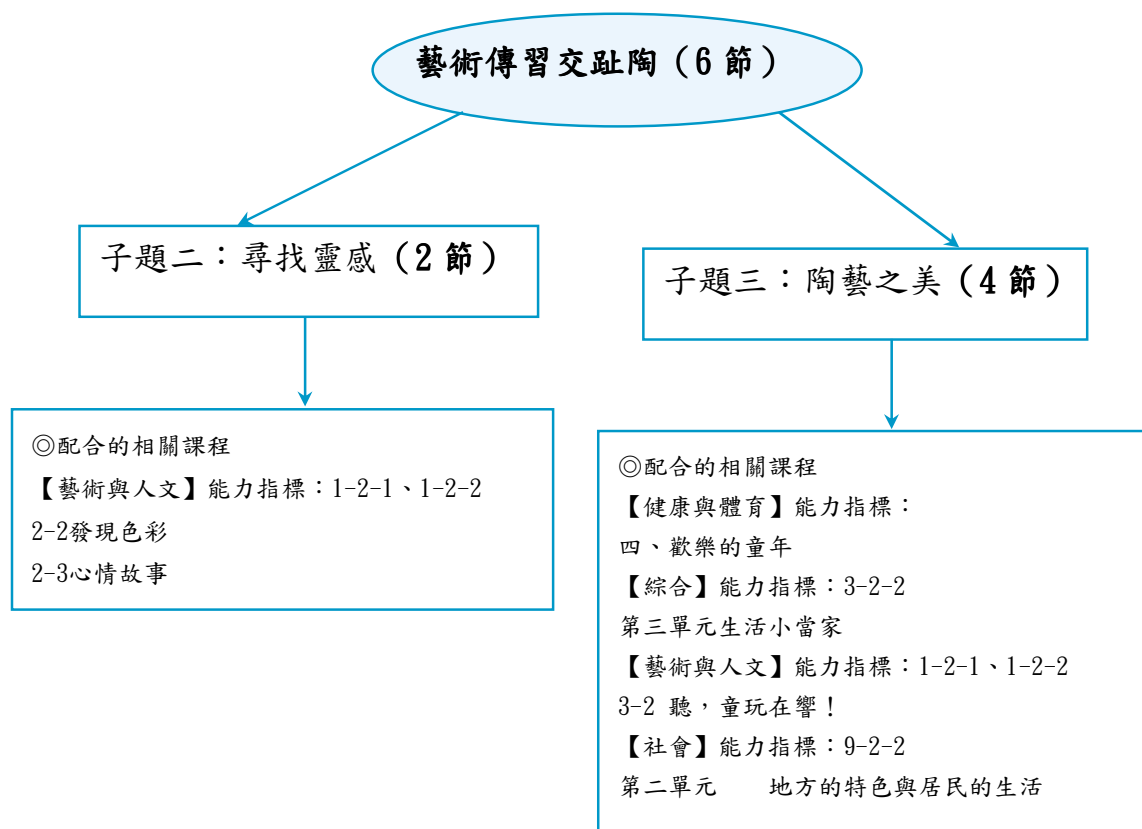 藝術傳習交趾陶（6 節）
子題二：尋找靈感（2 節）
子題三：陶藝之美（4 節）
◎配合的相關課程
【藝術與人文】能力指標：1-2-1、1-2-2
2-2發現色彩
2-3心情故事
◎配合的相關課程
【健康與體育】能力指標：
四、歡樂的童年
【綜合】能力指標：3-2-2
第三單元生活小當家
【藝術與人文】能力指標：1-2-1、1-2-2
3-2 聽，童玩在響！
【社會】能力指標：9-2-2
第二單元　　地方的特色與居民的生活